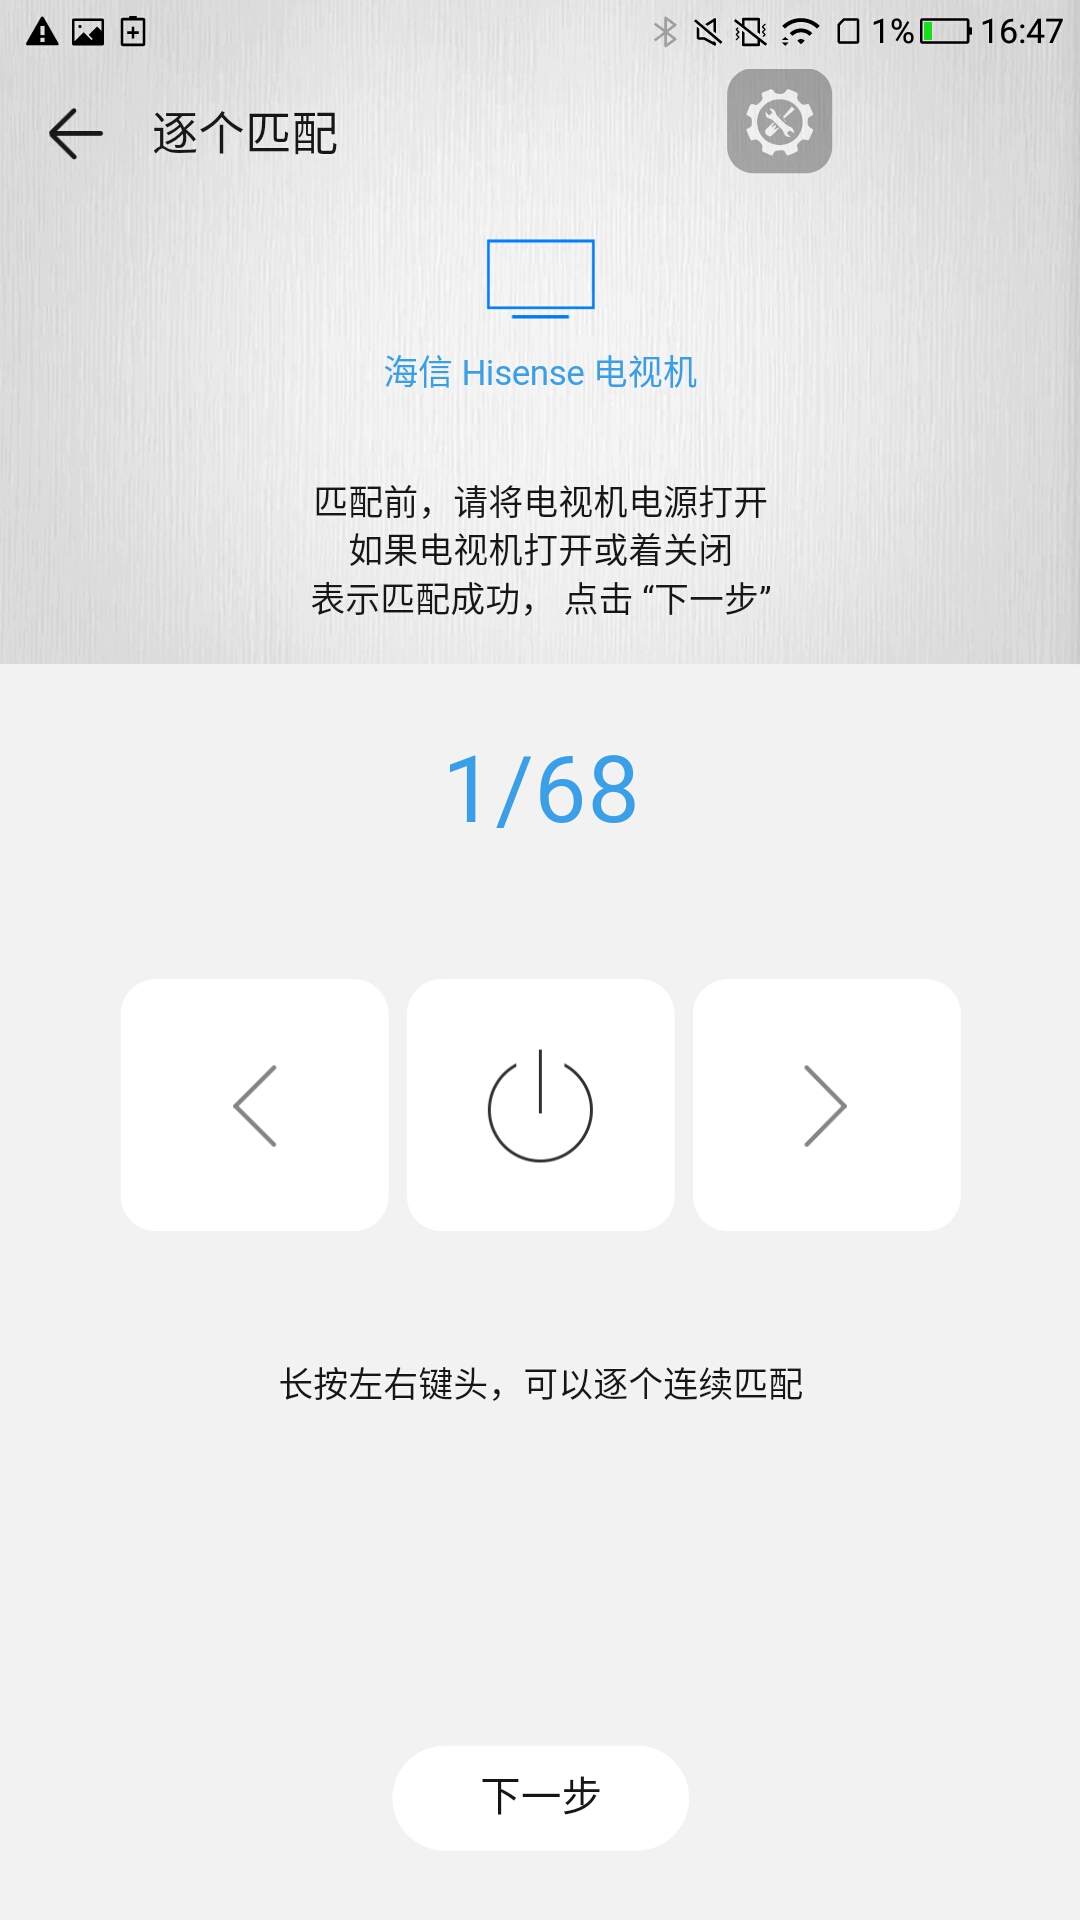 1% 16:47
逐个匹配
海信 Hisense 电视机
匹配前，请将电视机电源打开
如果电视机打开或着关闭
表示匹配成功， 点击 “下一步”
1/68
长按左右键头，可以逐个连续匹配
下一步